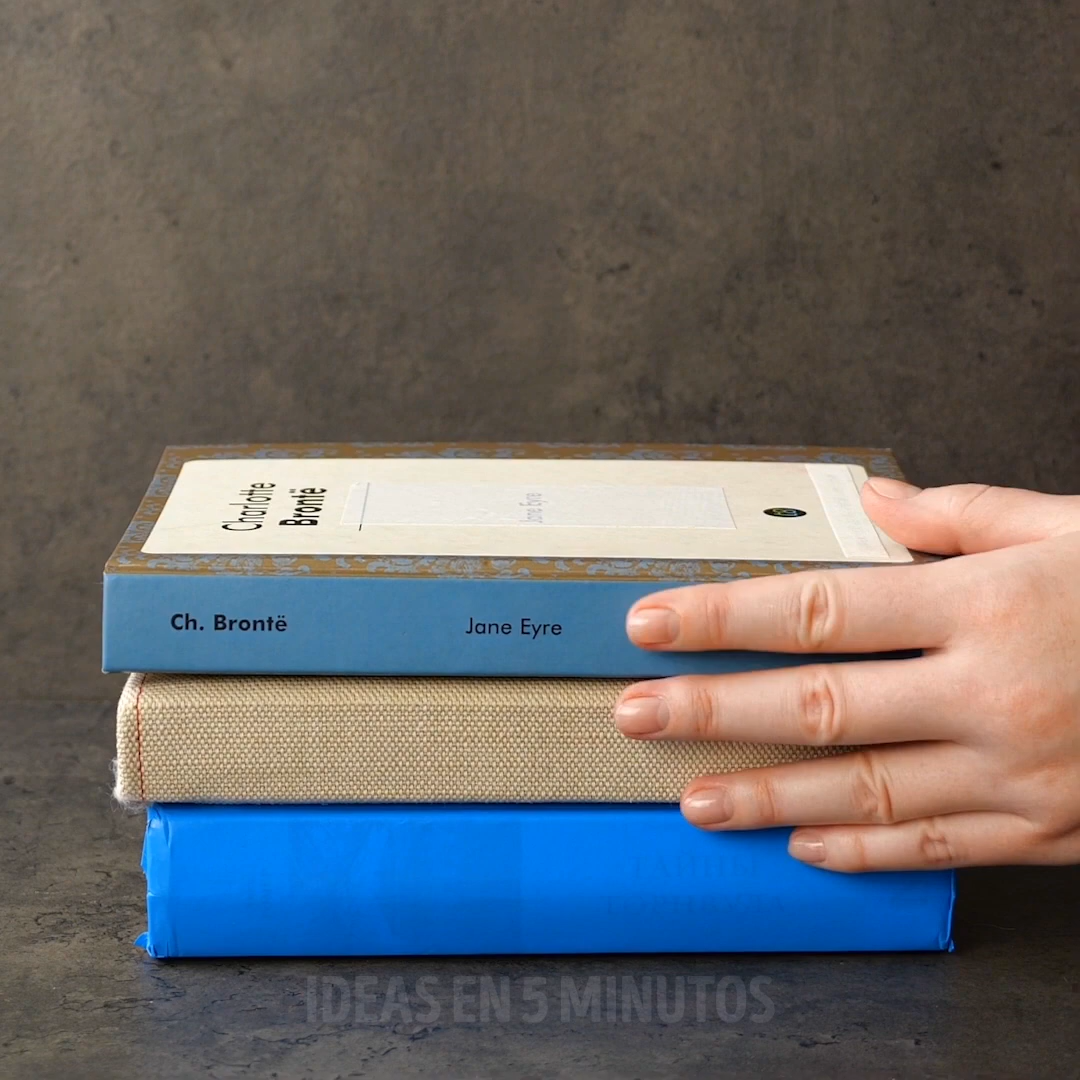 Charlotte
Brontë
Jane Eyre
Ch. Brontë
Jane Eyre
IDEAS EN 5 MINUTOS